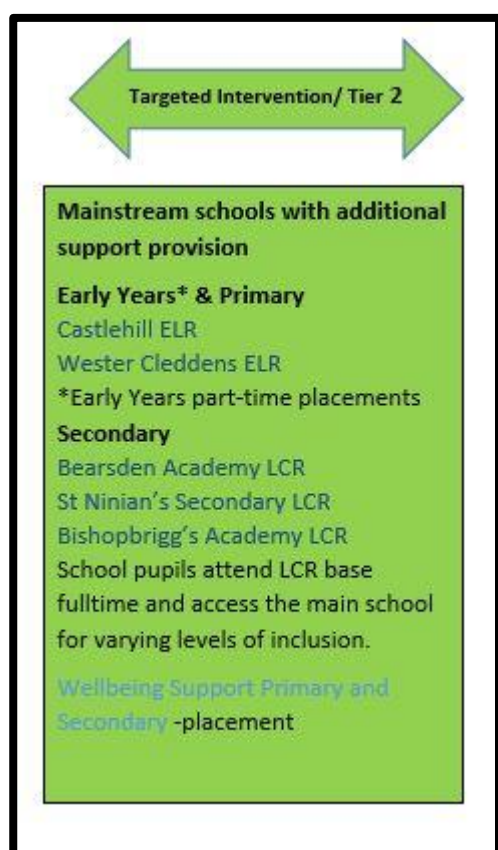 Targeted Intervention/ Tier 2
Mainstream schools with additional
support provision
Early Years* & Primary
Castlehill ELR
Wester Cleddens ELR
*Early Years part-time placements
Secondary
Bearsden Academy LCR
St Ninian's Secondary LCR
Bishopbrigg's Academy LCR
School pupils attend LCR base
fulltime and access the main school
for varying levels of inclusion.
Wellbeing Support Primary and
Secondary -placement